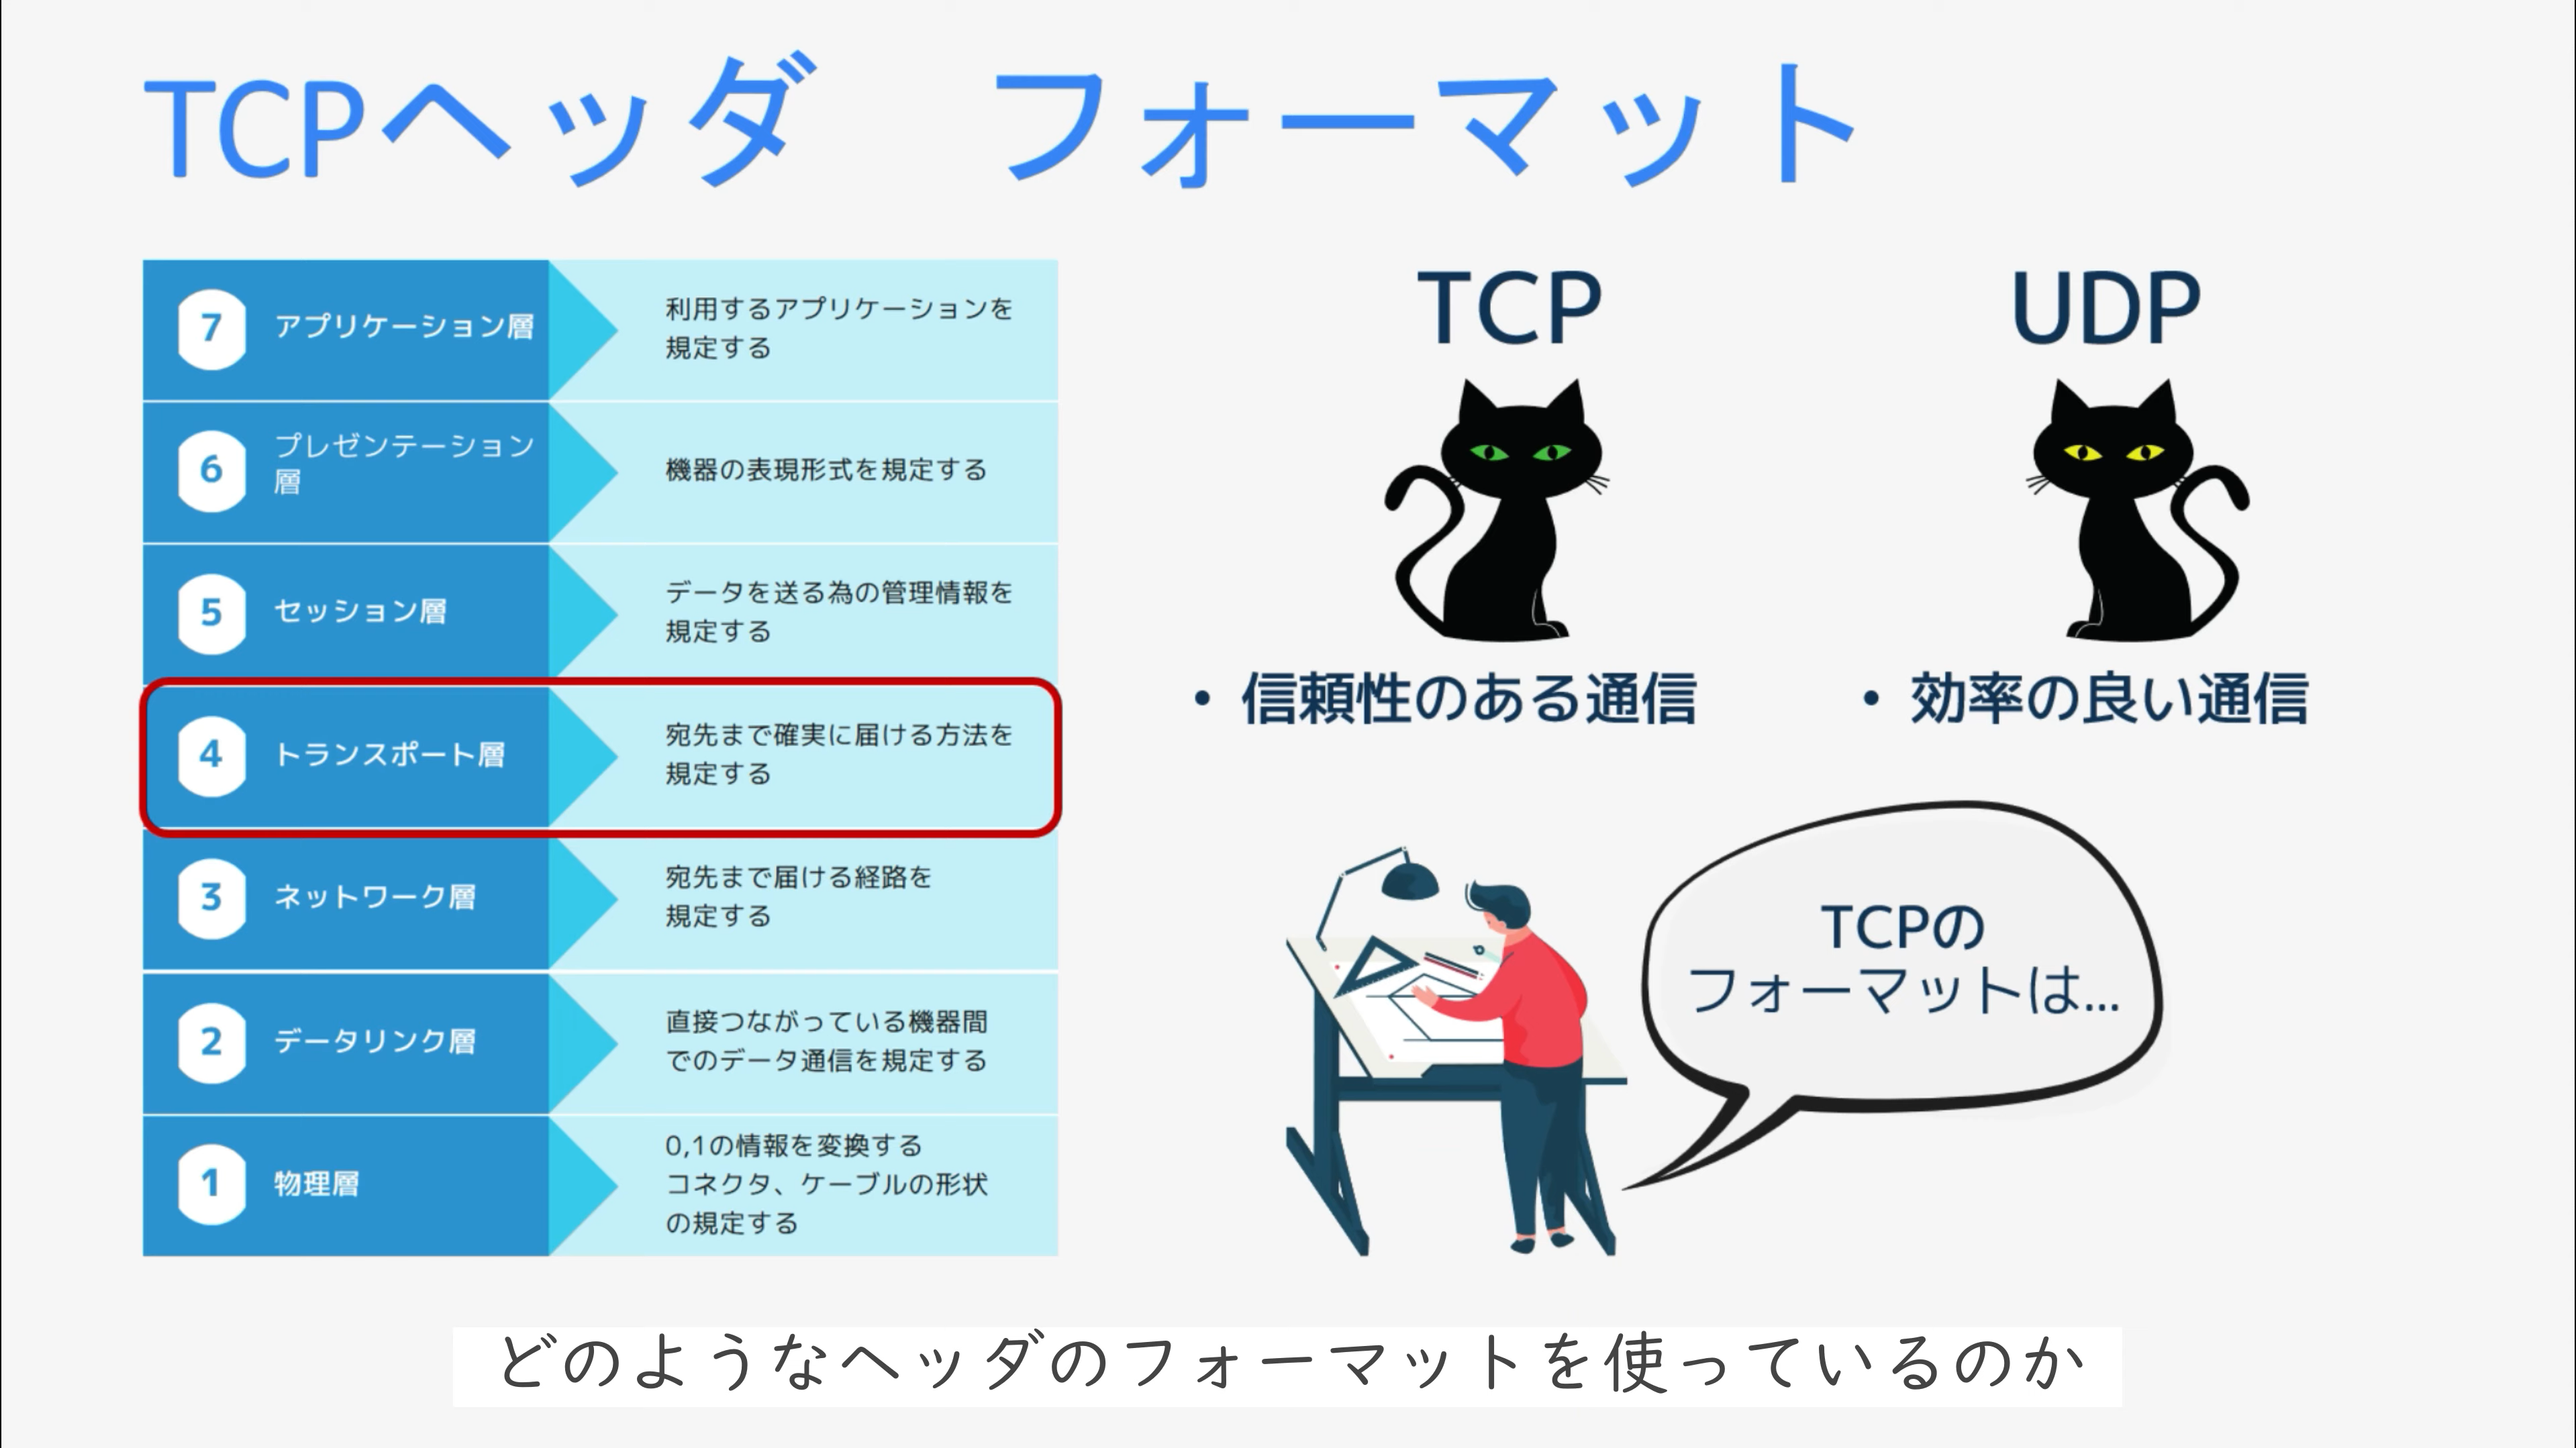 TCPヘッダ　フォーマット
7
アプリケーション層
利用するアプリケーションを
規定する
6
プレゼンテーション
層
機器の表現形式を規定する
5
セッション層
データを送る為の管理情報を
規定する
4
トランスポート層
宛先まで確実に届ける方法を
規定する
3
ネットワーク層
宛先まで届ける経路を
規定する
2
データリンク層
直接つながっている機器間
でのデータ通信を規定する
1
物理層
0,1の情報を変換する
コネクタ、ケーブルの形状
の規定する
TCP
・信頼性のある通信
UDP
・効率の良い通信
TCPの
フォーマットは...
どのようなヘッダのフォーマットを使っているのか